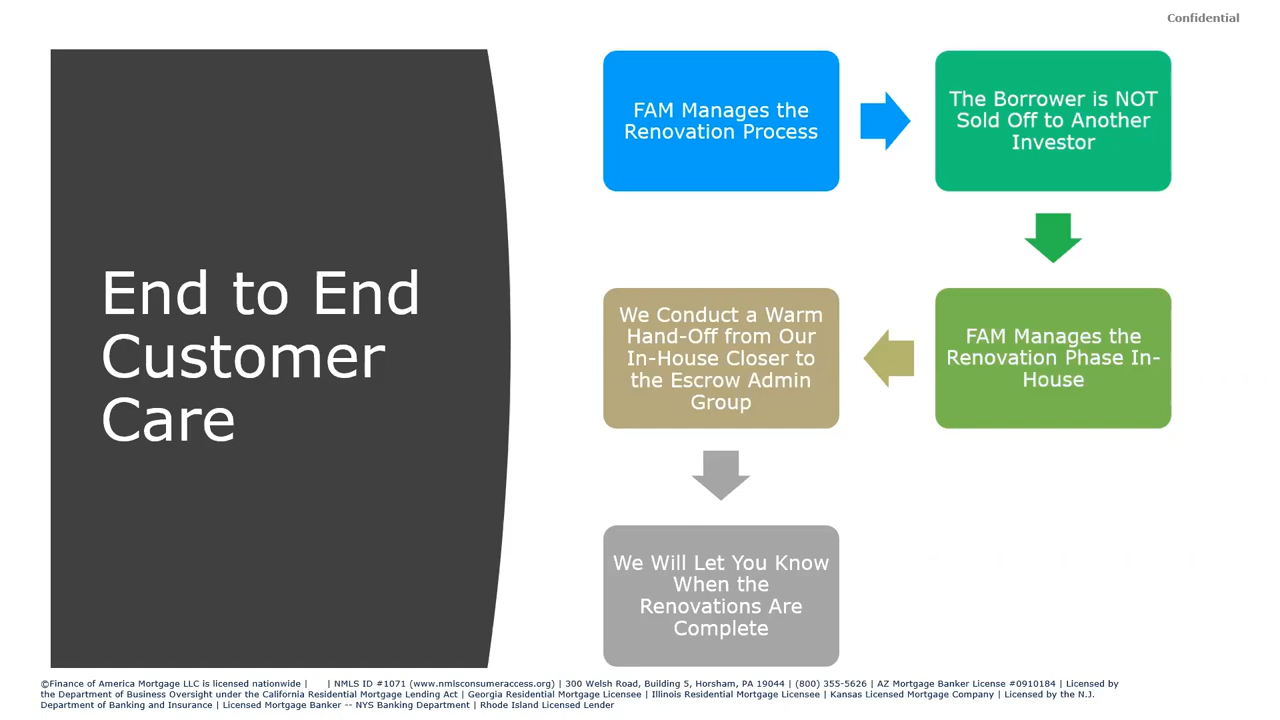 Confidential
End to End
Customer
Care
FAM Manages the
Renovation Process
The Borrower is NOT
Sold Off to Another
Investor
FAM Manages the
Renovation Phase In-
House
We Conduct a Warm
Hand-Off from Our
In-House Closer to
the Escrow Admin
Group
We Will Let You Know
When the
Renovations Are
Complete
©Finance of America Mortgage LLC is licensed nationwide | | NMLS ID #1071 (www.nmlsconsumeraccess.org) | 300 Welsh Road, Building 5, Horsham, PA 19044 | (800) 355-5626 | AZ Mortgage Banker License #0910184 | Licensed by
the Department of Business Oversight under the California Residential Mortgage Lending Act | Georgia Residential Mortgage Licensee | Illinois Residential Mortgage Licensee | Kansas Licensed Mortgage Company | Licensed by the N.J.
Department of Banking and Insurance | Licensed Mortgage Banker -- NYS Banking Department | Rhode Island Licensed Lender